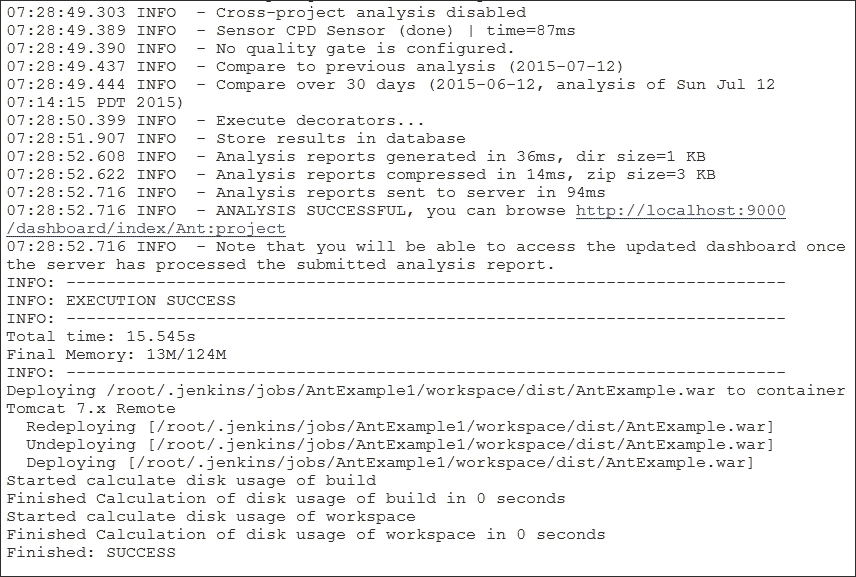 07:28:49.303 INFO  - Cross-project analysis disabled
07:28:49.389 INFO  - Sensor CPD Sensor (done) | time=87ms
07:28:49.390 INFO  - No quality gate is configured.
07:28:49.437 INFO  - Compare to previous analysis (2015-07-12)
07:28:49.444 INFO  - Compare over 30 days (2015-06-12, analysis of Sun Jul 12
07:14:15 PDT 2015)
07:28:50.399 INFO  - Execute decorators...
07:28:51.907 INFO  - Store results in database
07:28:52.608 INFO  - Analysis reports generated in 36ms, dir size=1 KB
07:28:52.622 INFO  - Analysis reports compressed in 14ms, zip size=3 KB
07:28:52.716 INFO  - Analysis reports sent to server in 94ms
07:28:52.716 INFO  - ANALYSIS SUCCESSFUL, you can browse http://localhost:9000
/dashboard/index/Ant:project
07:28:52.716 INFO  - Note that you will be able to access the updated dashboard once
the server has processed the submitted analysis report.
INFO: ------------------------------------------------------------------------
INFO: EXECUTION SUCCESS
INFO: ------------------------------------------------------------------------
Total time: 15.545s
Final Memory: 13M/124M
INFO: ------------------------------------------------------------------------
Deploying /root/.jenkins/jobs/AntExample1/workspace/dist/AntExample.war to container
Tomcat 7.x Remote
  Redeploying [/root/.jenkins/jobs/AntExample1/workspace/dist/AntExample.war]
  Undeploying [/root/.jenkins/jobs/AntExample1/workspace/dist/AntExample.war]
  Deploying [/root/.jenkins/jobs/AntExample1/workspace/dist/AntExample.war]
Started calculate disk usage of build
Finished Calculation of disk usage of build in 0 seconds
Started calculate disk usage of workspace
Finished Calculation of disk usage of workspace in 0 seconds
Finished: SUCCESS